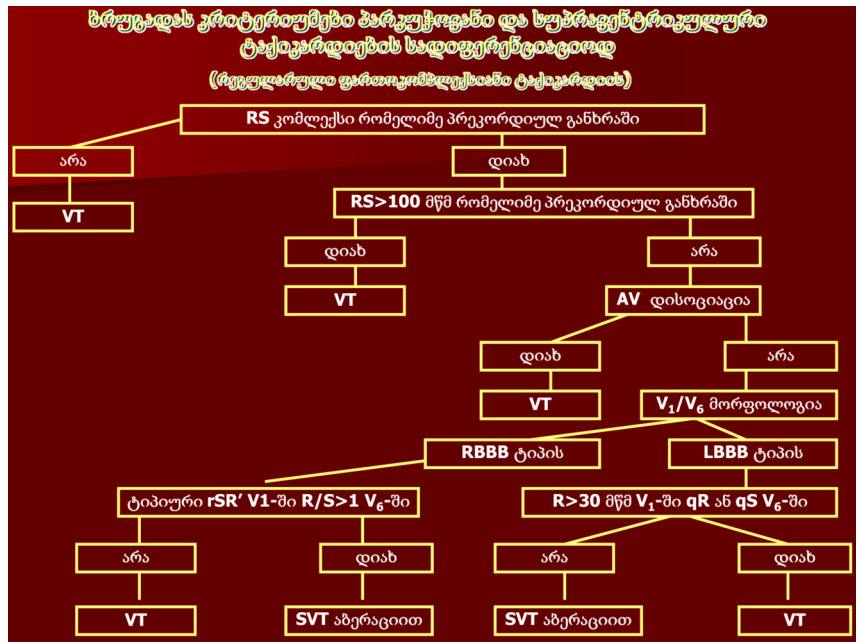 ბრუგადას კრიტერიუმები პარკუჭოვანი და სუპრავენტრიკულური
ტაქიკარდიების სადიფერენციაციოდ
(რეგულარული ფართოკომპლექსიანი ტაქიკარდიის)
RS კომლექსი რომელიმე პრეკორდიულ განხრაში
არა
დიახ
VT
RS>100 მწმ რომელიმე პრეკორდიულ განხრაში
დიახ
არა
VT
AV დისოციაცია
დიახ
არა
VT
V₁/V₆ მორფოლოგია
RBBB ტიპის
LBBB ტიპის
ტიპიური rSR’ V1-ში R/S>1 V₆-ში
R>30 მწმ V₁-ში qR ან qS V₆-ში
არა
დიახ
არა
დიახ
VT
SVT აბერაციით
SVT აბერაციით
VT